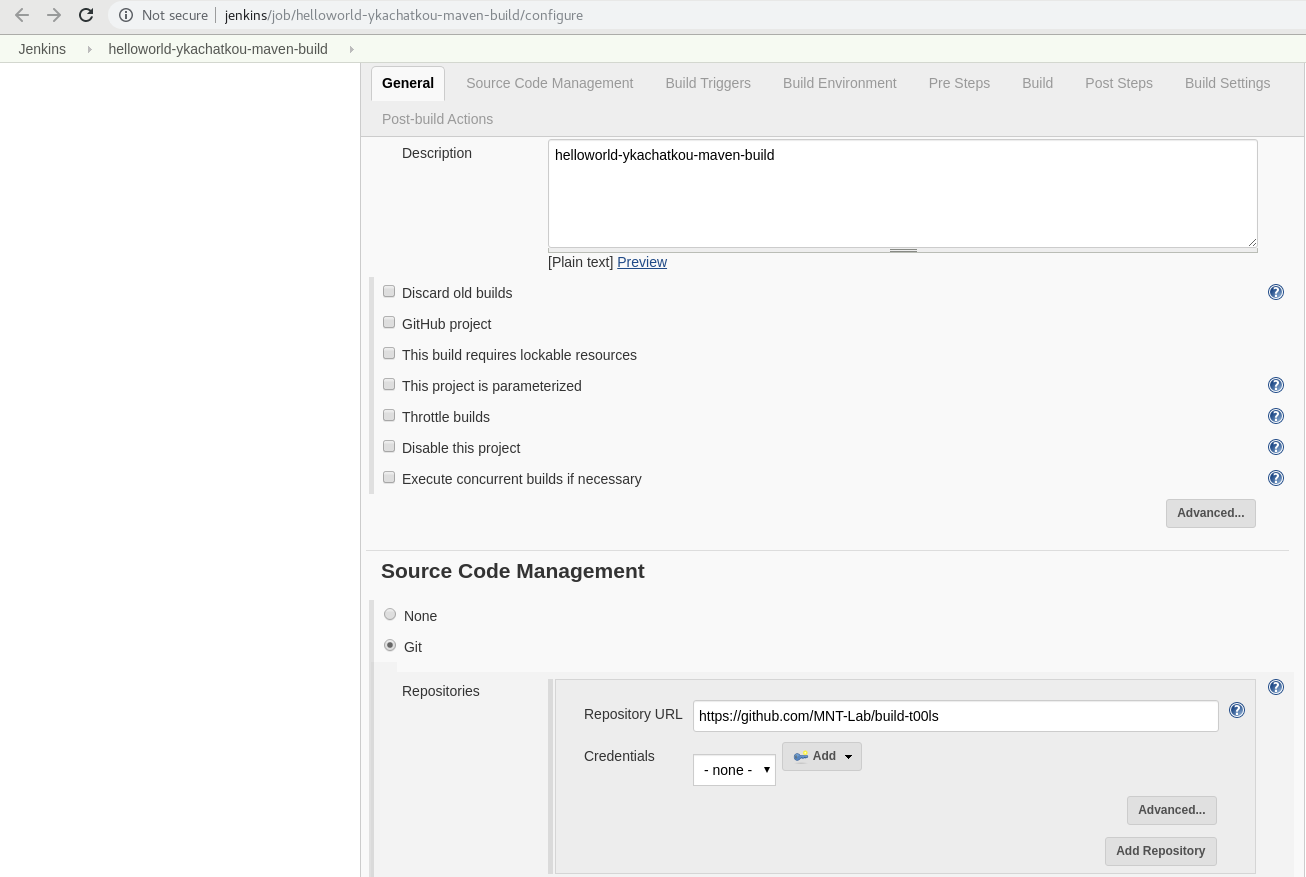 Not secure | jenkins/job/helloworld-ykachatkou-maven-build/configure
Jenkins helloworld-ykachatkou-maven-build
General Source Code Management Build Triggers Build Environment Pre Steps Build Post Steps Build Settings
Post-build Actions
Description helloworld-ykachatkou-maven-build
[Plain text] Preview
Discard old builds
GitHub project
This build requires lockable resources
This project is parameterized
Throttle builds
Disable this project
Execute concurrent builds if necessary
Advanced...
Source Code Management
None
Git
Repositories
Repository URL https://github.com/MNT-Lab/build-t00ls
Credentials - none - Add
Advanced...
Add Repository